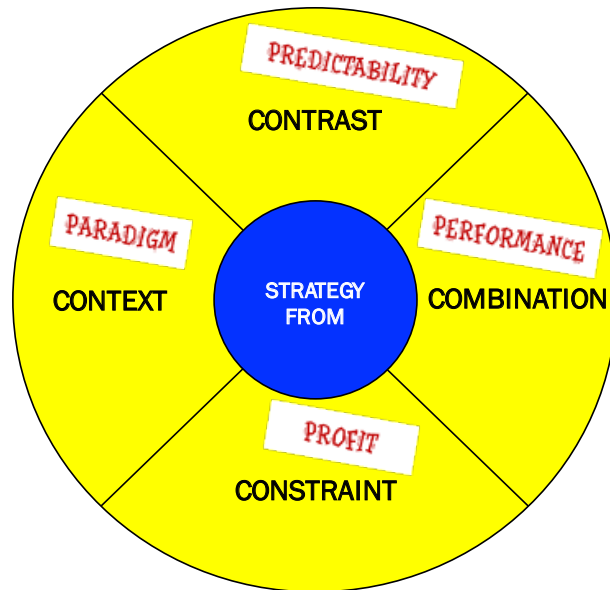 PREDICTABILITY
CONTRAST
PARADIGM
CONTEXT
STRATEGY
FROM
PERFORMANCE
COMBINATION
PROFIT
CONSTRAINT